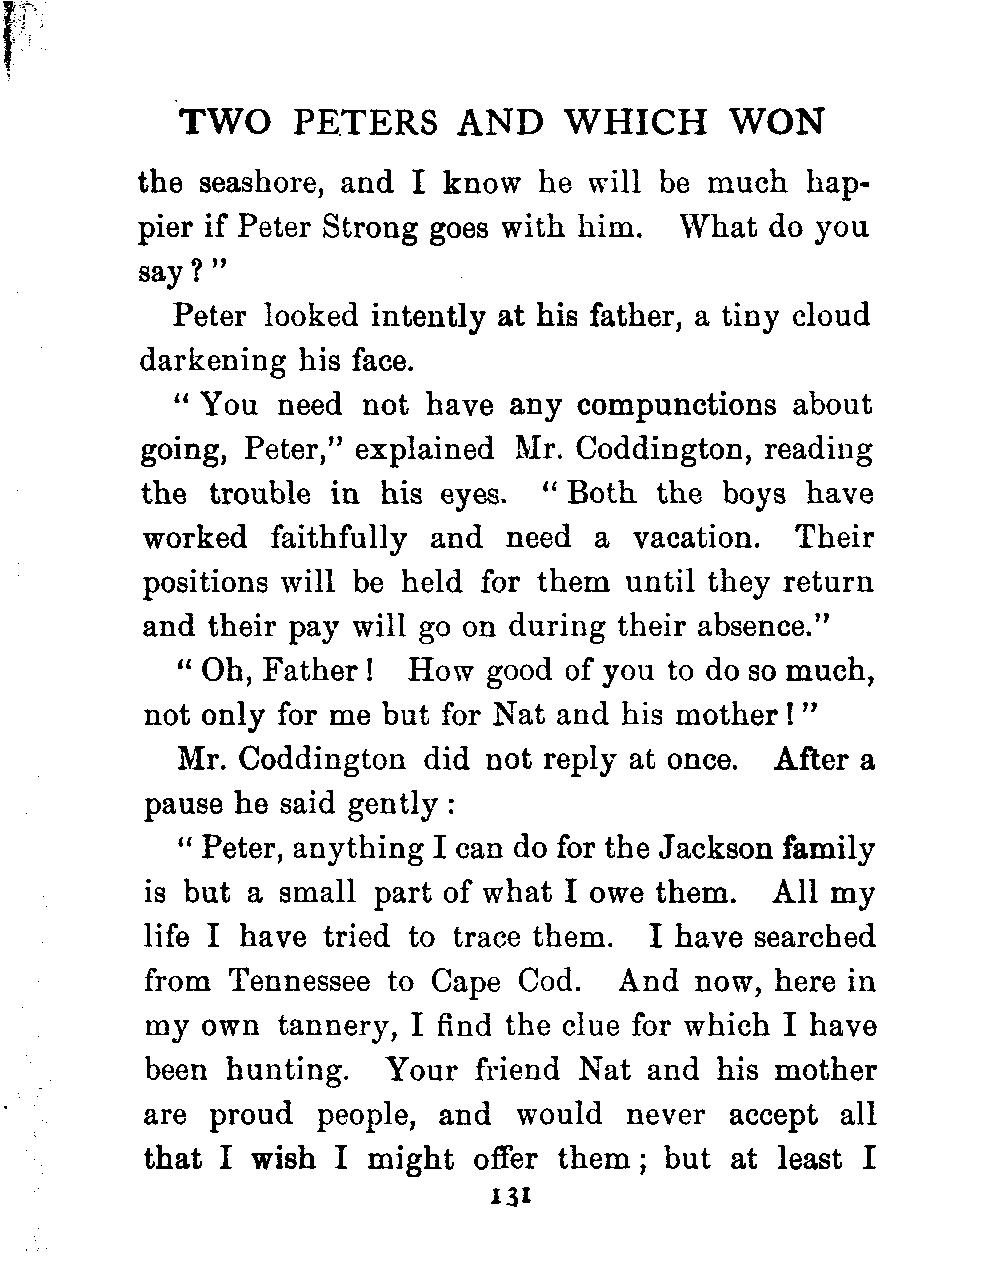 TWO PETERS AND WHICH WON
the seashore, and I know he will be much hap-
pier if Peter Strong goes with him. What do you
say?"
Peter looked intently at his father, a tiny cloud
darkening his face.
"You need not have any compunctions about
going, Peter," explained Mr. Coddington, reading
the trouble in his eyes. "Both the boys have
worked faithfully and need a vacation. Their
positions will be held for them until they return
and their pay will go on during their absence."
"Oh, Father! How good of you to do so much,
not only for me but for Nat and his mother!"
Mr. Coddington did not reply at once. After a
pause he said gently:
"Peter, anything I can do for the Jackson family
is but a small part of what I owe them. All my
life I have tried to trace them. I have searched
from Tennessee to Cape Cod. And now, here in
my own tannery, I find the clue for which I have
been hunting. Your friend Nat and his mother
are proud people, and would never accept all
that I wish I might offer them; but at least I
131